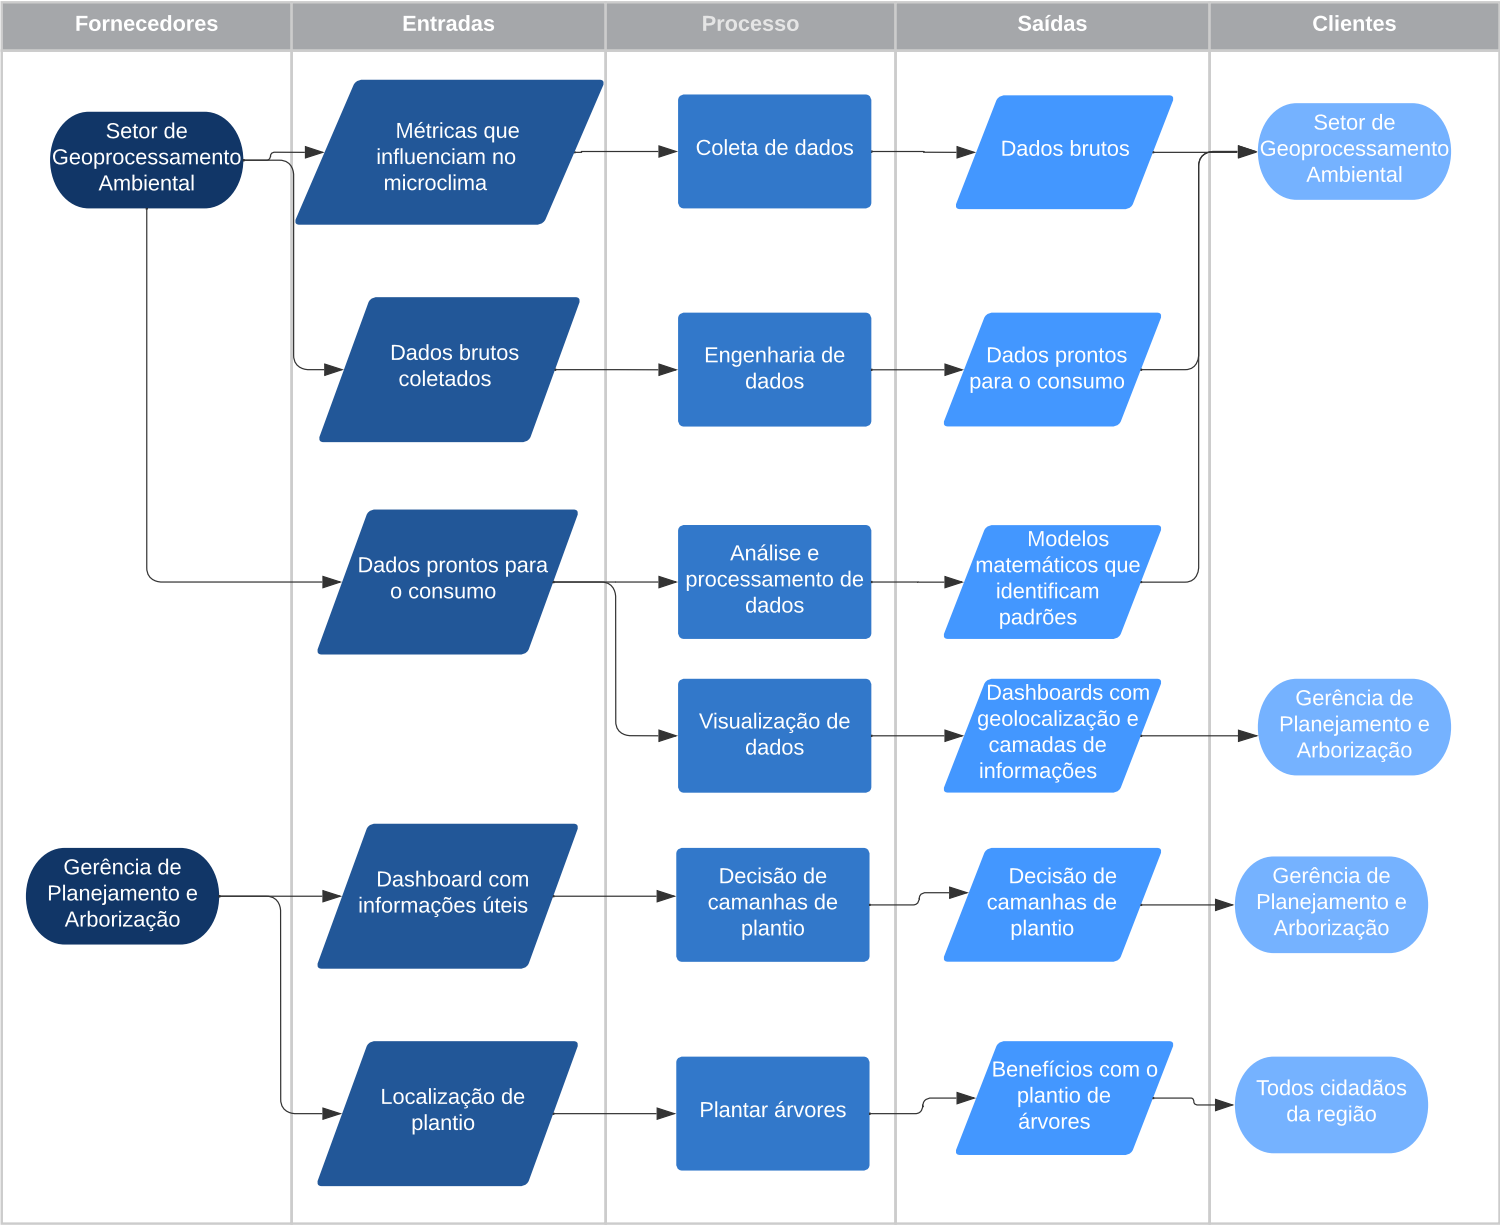 Fornecedores
Entradas
Processo
Saídas
Clientes
Setor de
Geoprocessamento
Ambiental
Métricas que
influenciam no
microclima
Coleta de dados
Dados brutos
Setor de
Geoprocessamento
Ambiental
Dados brutos
coletados
Engenharia de
dados
Dados prontos
para o consumo
Dados prontos para
o consumo
Análise e
processamento de
dados
Modelos
matemáticos que
identificam
padrões
Visualização de
dados
Dashboards com
geolocalização e
camadas de
informações
Gerência de
Planejamento e
Arborização
Gerência de
Planejamento e
Arborização
Dashboard com
informações úteis
Decisão de
camanhas de
plantio
Decisão de
camanhas de
plantio
Gerência de
Planejamento e
Arborização
Localização de
plantio
Plantar árvores
Benefícios com o
plantio de
árvores
Todos cidadãos
da região